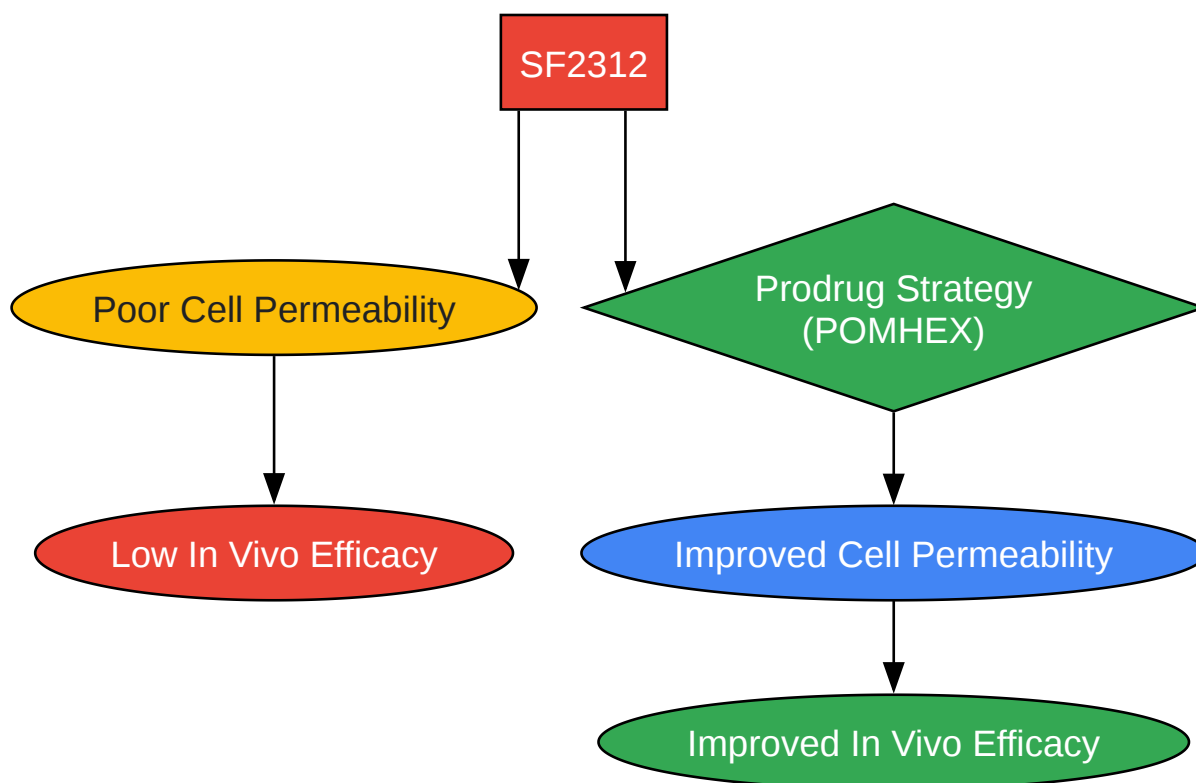 SF2312
Poor Cell Permeability
Prodrug Strategy
(POMHEX)
Low In Vivo Efficacy
Improved Cell Permeability
Improved In Vivo Efficacy